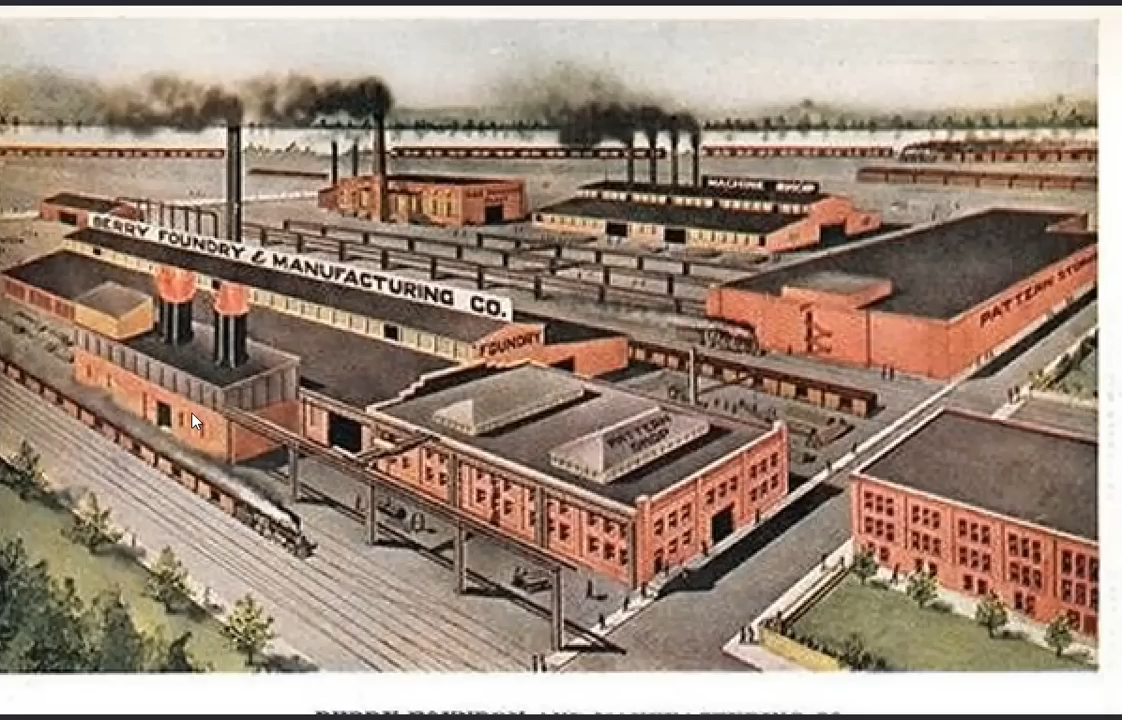 MACHINE SHOP
BERRY FOUNDRY & MANUFACTURING CO.
PATTERN STORAGE
FOUNDRY
PATTERN
SHOP